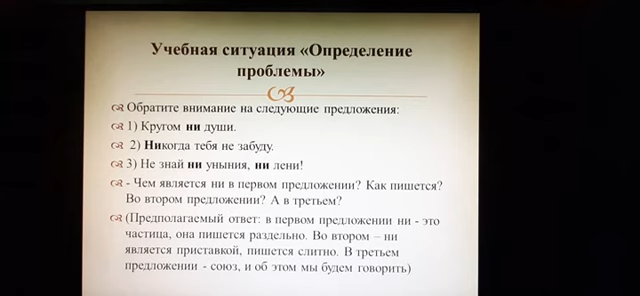 Учебная ситуация «Определение
проблемы»
Обратите внимание на следующие предложения:
1) Кругом ни души.
2) Никогда тебя не забуду.
3) Не знай ни уныния, ни лени!
- Чем является ни в первом предложении? Как пишется?
Во втором предложении? А в третьем?
(Предполагаемый ответ: в первом предложении ни - это
частица, она пишется раздельно. Во втором – ни
является приставкой, пишется слитно. В третьем
предложении - союз, и об этом мы будем говорить)